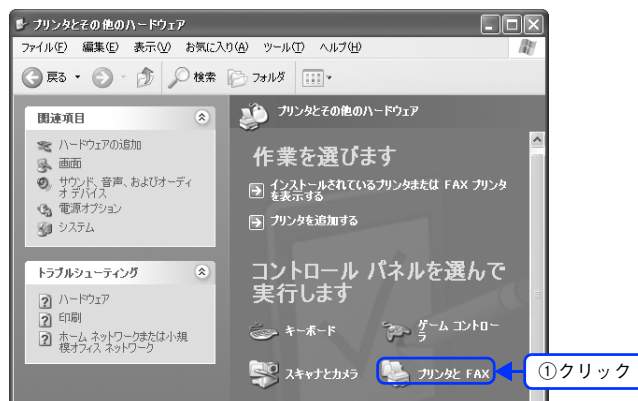 プリンタとその他のハードウェア
ファイル(F) 編集(E) 表示(V) お気に入り(A) ツール(T) ヘルプ(H)
戻る 検索 フォルダ
関連項目
ハードウェアの追加
画面
サウンド、音声、およびオーディ
オ デバイス
電源オプション
システム
トラブルシューティング
ハードウェア
印刷
ホーム ネットワークまたは小規
模オフィス ネットワーク
プリンタとその他のハードウェア
作業を選びます
インストールされているプリンタまたは FAX プリンタ
を表示する
プリンタを追加する
コントロール パネルを選んで
実行します
キーボード
ゲーム コントロー
ラ
スキャナとカメラ
プリンタと FAX
①クリック